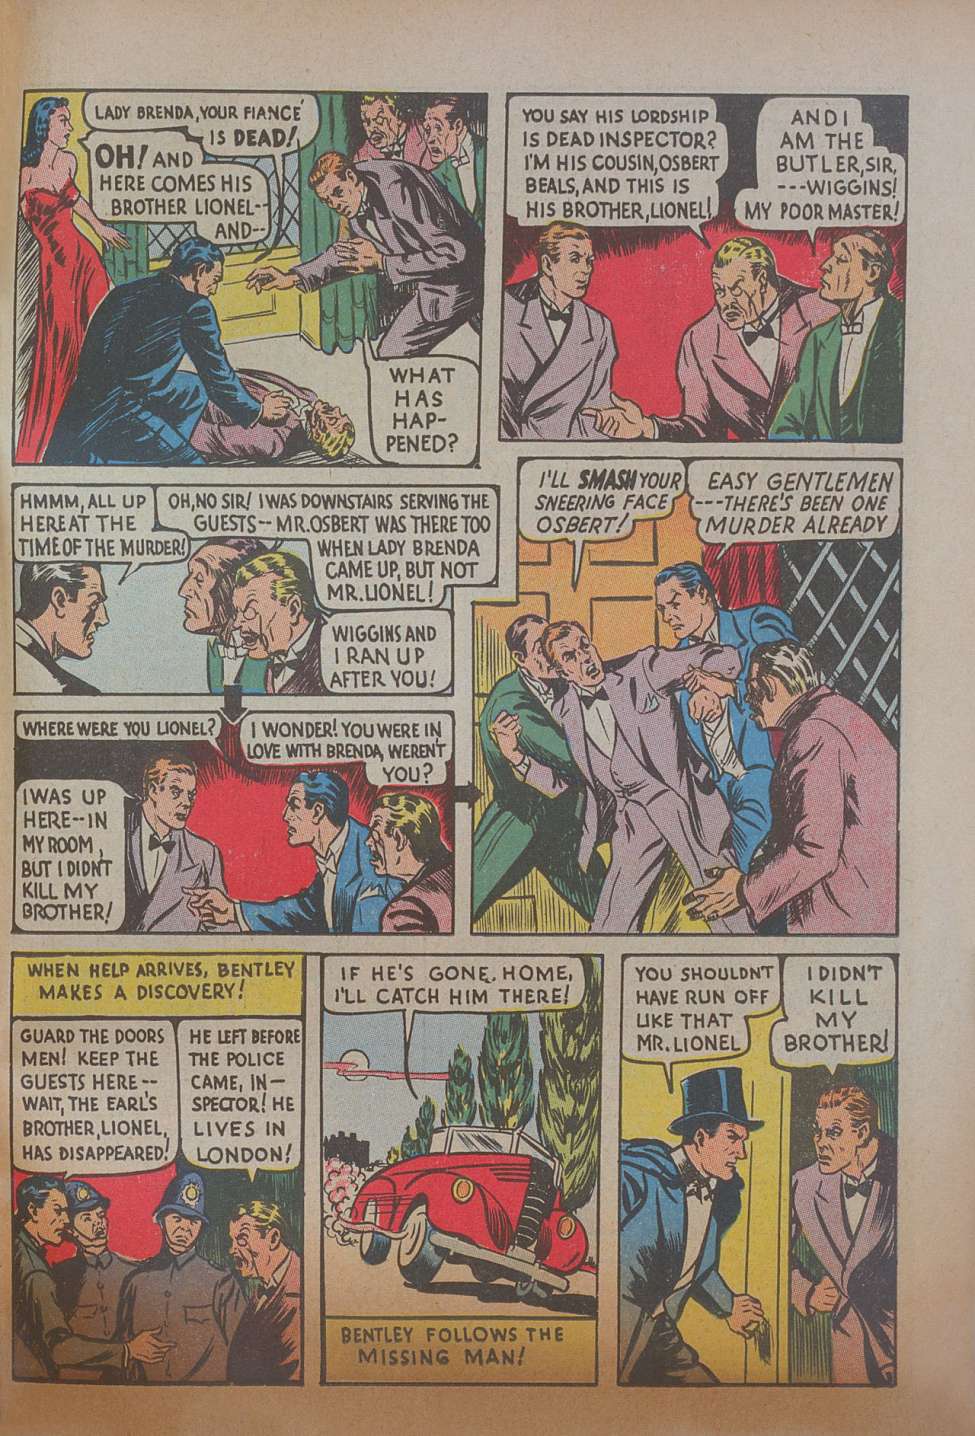 LADY BRENDA, YOUR FIANCE´
IS DEAD!
OH! AND
HERE COMES HIS
BROTHER LIONEL--
AND--
WHAT
HAS
HAP-
PENED?
YOU SAY HIS LORDSHIP
IS DEAD INSPECTOR?
I'M HIS COUSIN, OSBERT
BEALS, AND THIS IS
HIS BROTHER, LIONEL!
AND I
AM THE
BUTLER, SIR,
---WIGGINS!
MY POOR MASTER!
HMMM, ALL UP
HERE AT THE
TIME OF THE MURDER!
OH, NO SIR! I WAS DOWNSTAIRS SERVING THE
GUESTS-- MR. OSBERT WAS THERE TOO
WHEN LADY BRENDA
CAME UP, BUT NOT
MR. LIONEL!
WIGGINS AND
I RAN UP
AFTER YOU!
WHERE WERE YOU LIONEL?
I WONDER! YOU WERE IN
LOVE WITH BRENDA, WEREN'T
YOU?
I WAS UP
HERE--IN
MY ROOM,
BUT I DIDN'T
KILL MY
BROTHER!
I'LL SMASH YOUR
SNEERING FACE
OSBERT!
EASY GENTLEMEN
---THERE'S BEEN ONE
MURDER ALREADY
WHEN HELP ARRIVES, BENTLEY
MAKES A DISCOVERY!
GUARD THE DOORS
MEN! KEEP THE
GUESTS HERE--
WAIT, THE EARL'S
BROTHER, LIONEL,
HAS DISAPPEARED!
HE LEFT BEFORE
THE POLICE
CAME, IN-
SPECTOR! HE
LIVES IN
LONDON!
IF HE'S GONE HOME,
I'LL CATCH HIM THERE!
BENTLEY FOLLOWS THE
MISSING MAN!
YOU SHOULDN'T
HAVE RUN OFF
LIKE THAT
MR. LIONEL
I DIDN'T
KILL
MY
BROTHER!